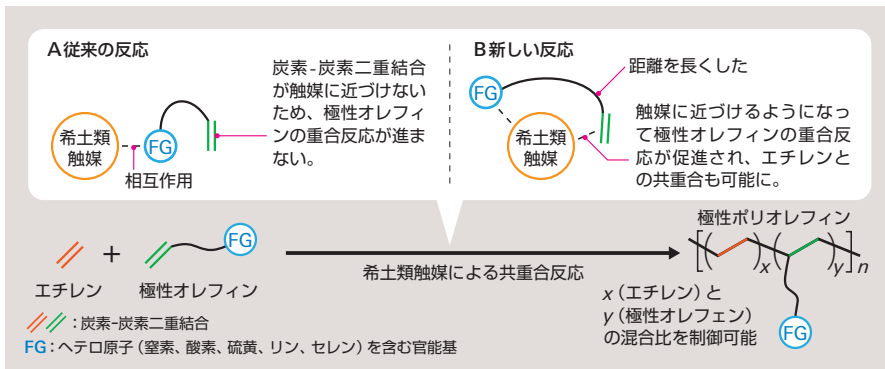 A従来の反応
炭素-炭素二重結合
が触媒に近づけない
ため、極性オレフィ
ンの重合反応が進ま
ない。
希土類
触媒
FG
相互作用
B新しい反応
距離を長くした
FG
希土類
触媒
触媒に近づけるようになっ
て極性オレフィンの重合反
応が促進され、エチレンと
の共重合も可能に。
エチレン
+
極性オレフィン
FG
希土類触媒による共重合反応
極性ポリオレフィン
[( )x( )y]n
FG
x（エチレン）と
y（極性オレフェン）
の混合比を制御可能
：炭素-炭素二重結合
FG：ヘテロ原子（窒素、酸素、硫黄、リン、セレン）を含む官能基